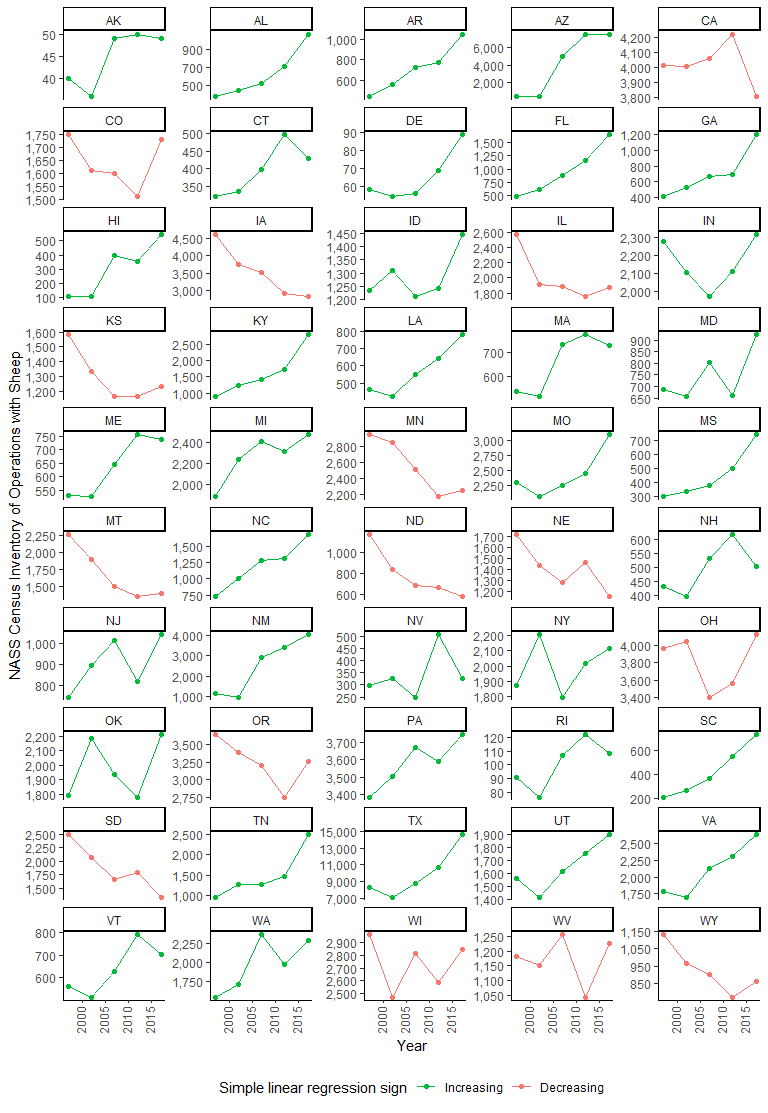 AK AL AR AZ CA
50 45 40
900 700 500
1,000 800 600
6,000 4,000 2,000
4,200 4,100 4,000 3,900 3,800
CO CT DE FL GA
1,750 1,700 1,650 1,600 1,550 1,500
500 450 400 350
90 80 70 60
1,500 1,250 1,000 750 500
1,200 1,000 800 600 400
HI IA ID IL IN
500 400 300 200 100
4,500 4,000 3,500 3,000
1,450 1,400 1,350 1,300 1,250 1,200
2,600 2,400 2,200 2,000 1,800
2,300 2,200 2,100 2,000
KS KY LA MA MD
1,600 1,500 1,400 1,300 1,200
2,500 2,000 1,500 1,000
800 700 600 500
700 600
900 850 800 750 700 650
ME MI MN MO MS
750 700 650 600 550
2,400 2,200 2,000
2,800 2,600 2,400 2,200
3,000 2,750 2,500 2,250
700 600 500 400 300
MT NC ND NE NH
2,250 2,000 1,750 1,500
1,500 1,250 1,000 750
1,000 800 600
1,700 1,600 1,500 1,400 1,300 1,200
600 550 500 450 400
NJ NM NV NY OH
1,000 900 800
4,000 3,000 2,000 1,000
500 450 400 350 300 250
2,200 2,100 2,000 1,900 1,800
4,000 3,800 3,600 3,400
OK OR PA RI SC
2,200 2,100 2,000 1,900 1,800
3,500 3,250 3,000 2,750
3,700 3,600 3,500 3,400
120 110 100 90 80
600 400 200
SD TN TX UT VA
2,500 2,250 2,000 1,750 1,500
2,500 2,000 1,500 1,000
15,000 13,000 11,000 9,000 7,000
1,900 1,800 1,700 1,600 1,500 1,400
2,500 2,250 2,000 1,750
VT WA WI WV WY
800 700 600
2,250 2,000 1,750
2,900 2,800 2,700 2,600 2,500
1,250 1,200 1,150 1,100 1,050
1,150 1,050 950 850
2000 2005 2010 2015 2000 2005 2010 2015 2000 2005 2010 2015 2000 2005 2010 2015 2000 2005 2010 2015
NASS Census Inventory of Operations with Sheep
Year
Simple linear regression sign Increasing Decreasing